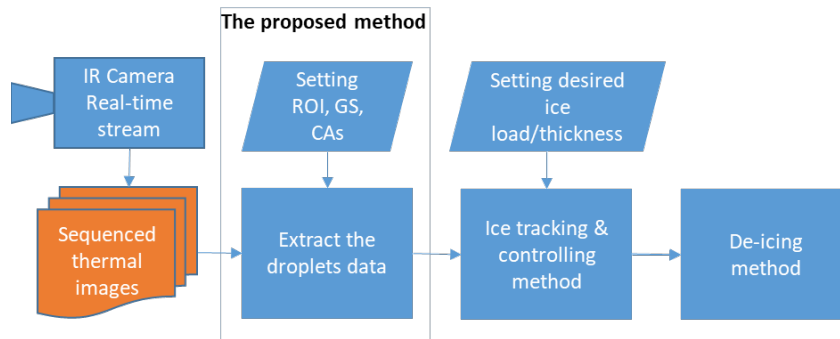 The proposed method
IR Camera
Real-time
stream
Setting
ROI, GS,
CAs
Setting desired
ice
load/thickness
Sequenced
thermal
images
Extract the
droplets data
Ice tracking &
controlling
method
De-icing
method